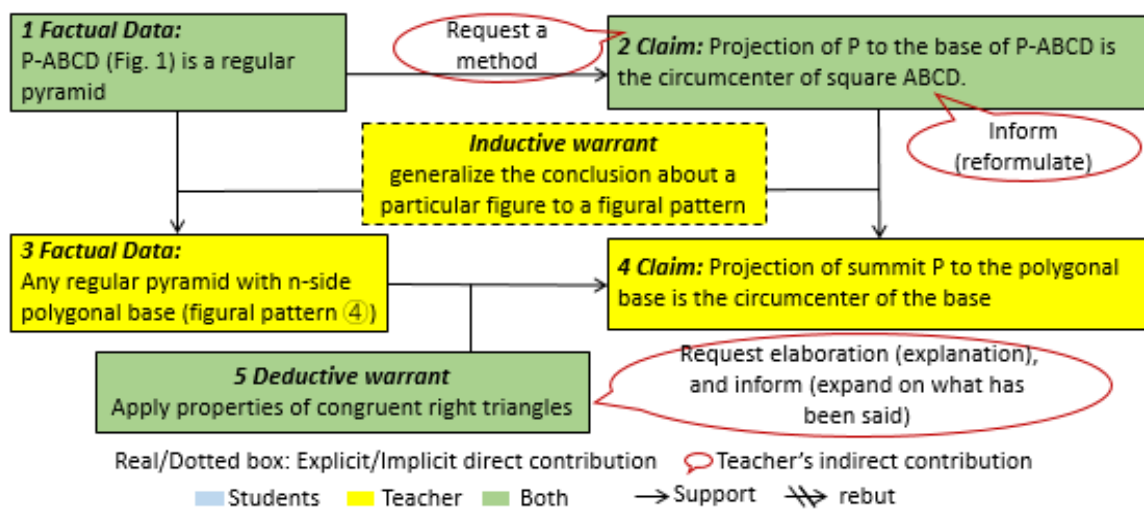 1 Factual Data:
P-ABCD (Fig. 1) is a regular
pyramid
Request a
method
2 Claim: Projection of P to the base of P-ABCD is
the circumcenter of square ABCD.
Inform
(reformulate)
Inductive warrant
generalize the conclusion about a
particular figure to a figural pattern
3 Factual Data:
Any regular pyramid with n-side
polygonal base (figural pattern ④)
4 Claim: Projection of summit P to the polygonal
base is the circumcenter of the base
5 Deductive warrant
Apply properties of congruent right triangles
Request elaboration (explanation),
and inform (expand on what has
been said)
Real/Dotted box: Explicit/Implicit direct contribution Teacher's indirect contribution
Students Teacher Both Support rebut